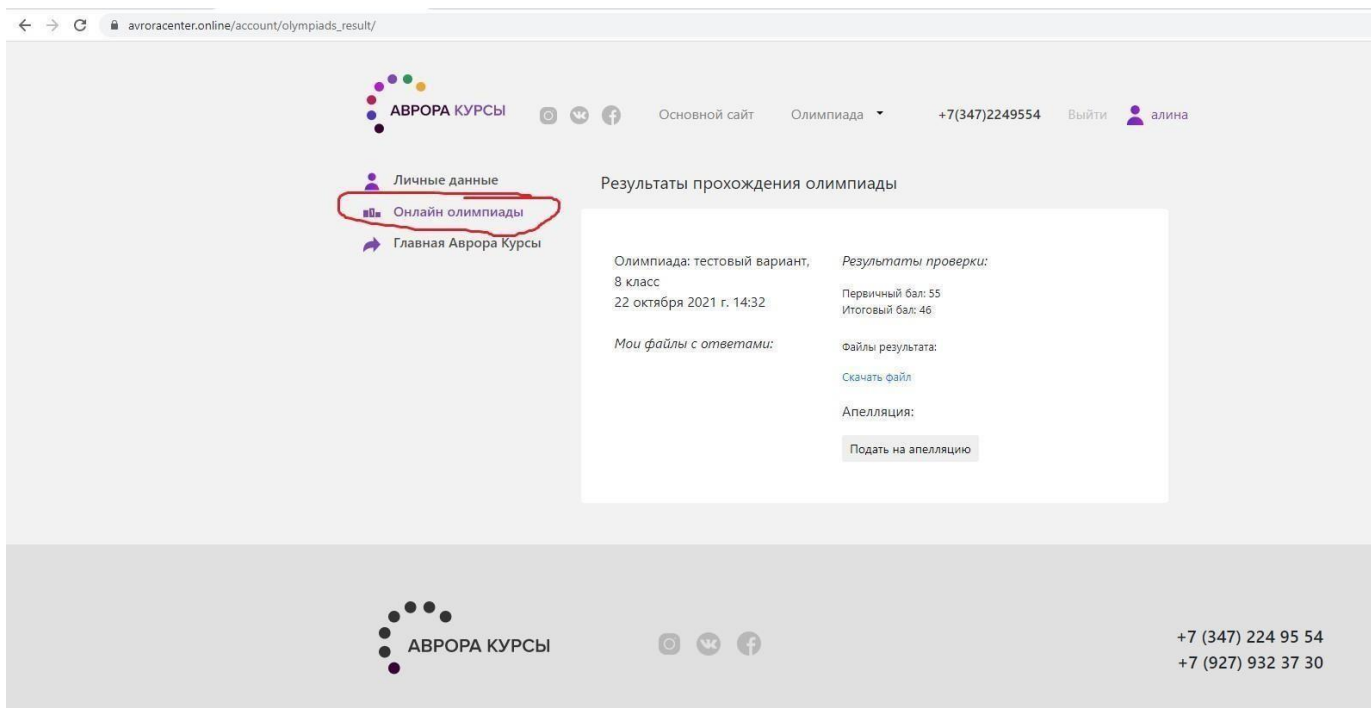 avroracenter.online/account/olympiads_result/
АВРОРА КУРСЫ
Основной сайт
Олимпиада
+7(347)2249554
Выйти
алина
Личные данные
Онлайн олимпиады
Главная Аврора Курсы
Результаты прохождения олимпиады
Олимпиада: тестовый вариант,
8 класс
22 октября 2021 г. 14:32
Мои файлы с ответами:
Результаты проверки:
Первичный бал: 55
Итоговый бал: 46
Файлы результата:
Скачать файл
Апелляция:
Подать на апелляцию
АВРОРА КУРСЫ
+7 (347) 224 95 54
+7 (927) 932 37 30